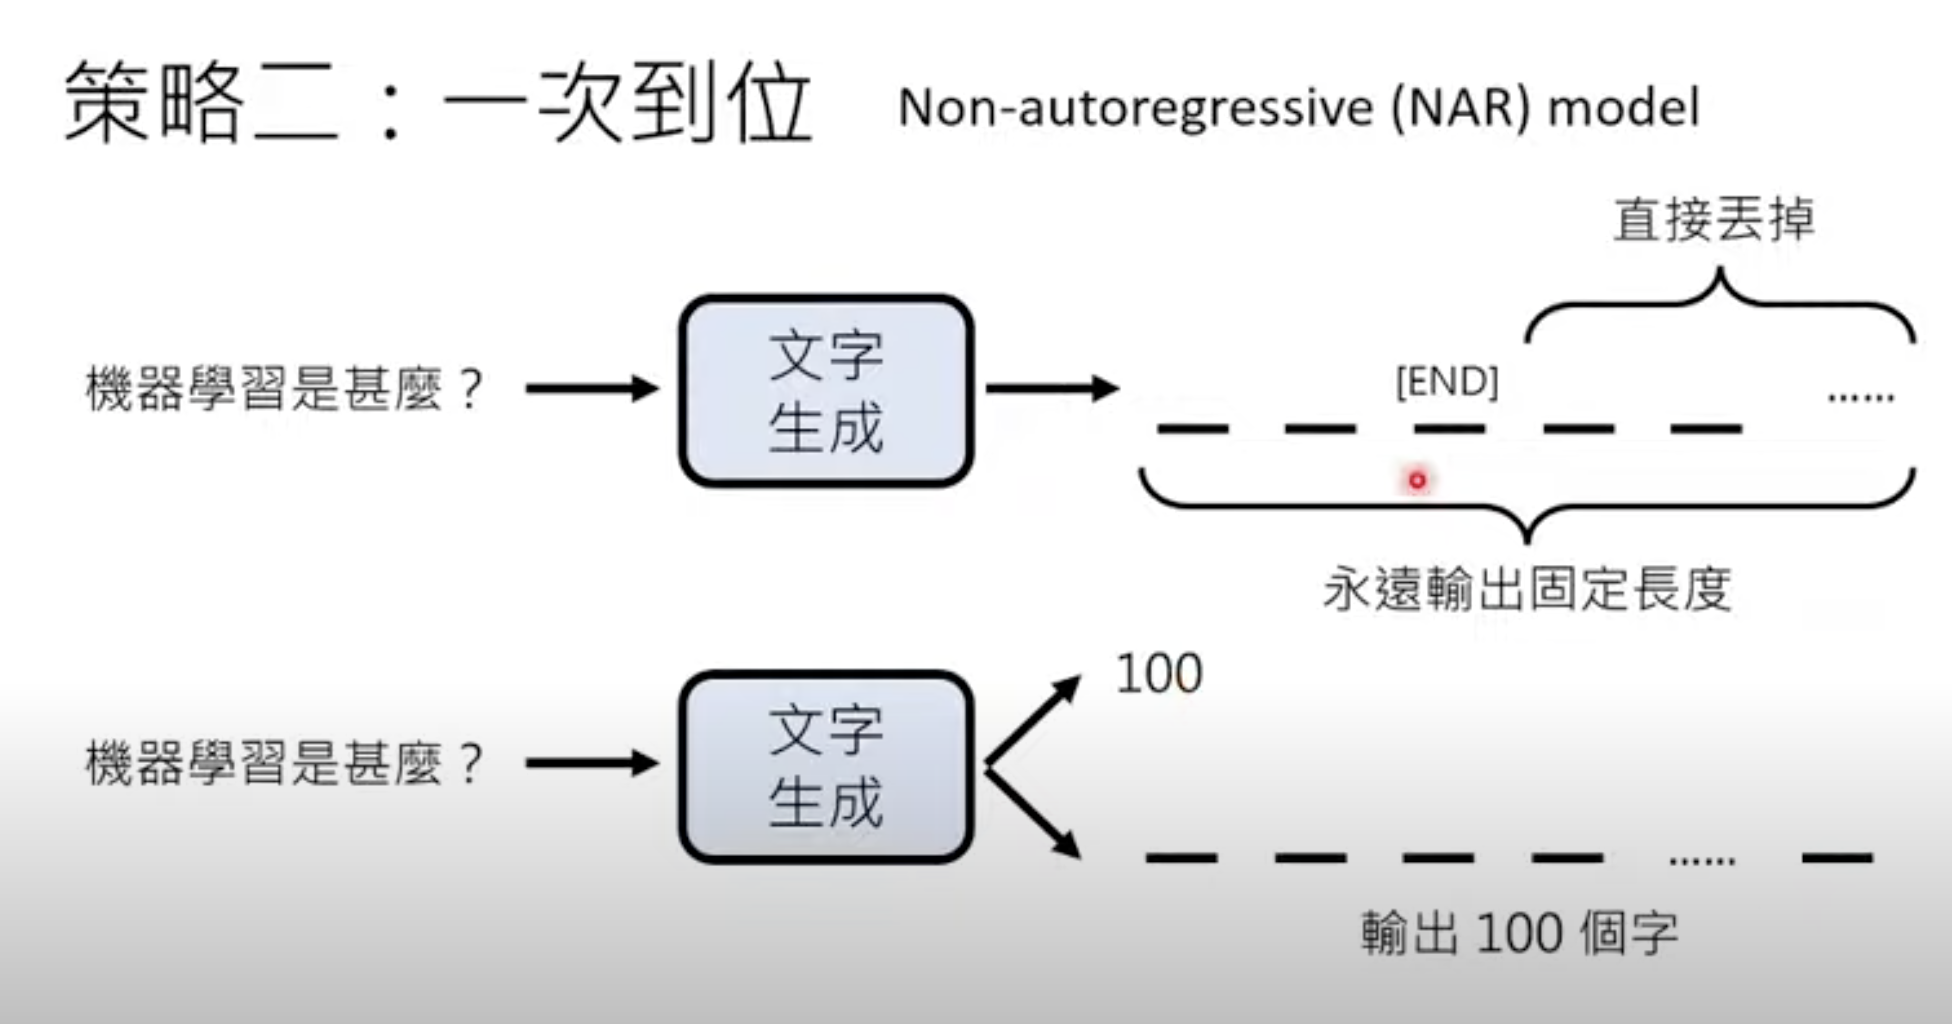 策略二：一次到位 Non-autoregressive (NAR) model
直接丟掉
機器學習是甚麼？
文字
生成
[END]
……
永遠輸出固定長度
機器學習是甚麼？
文字
生成
100
……
輸出 100 個字